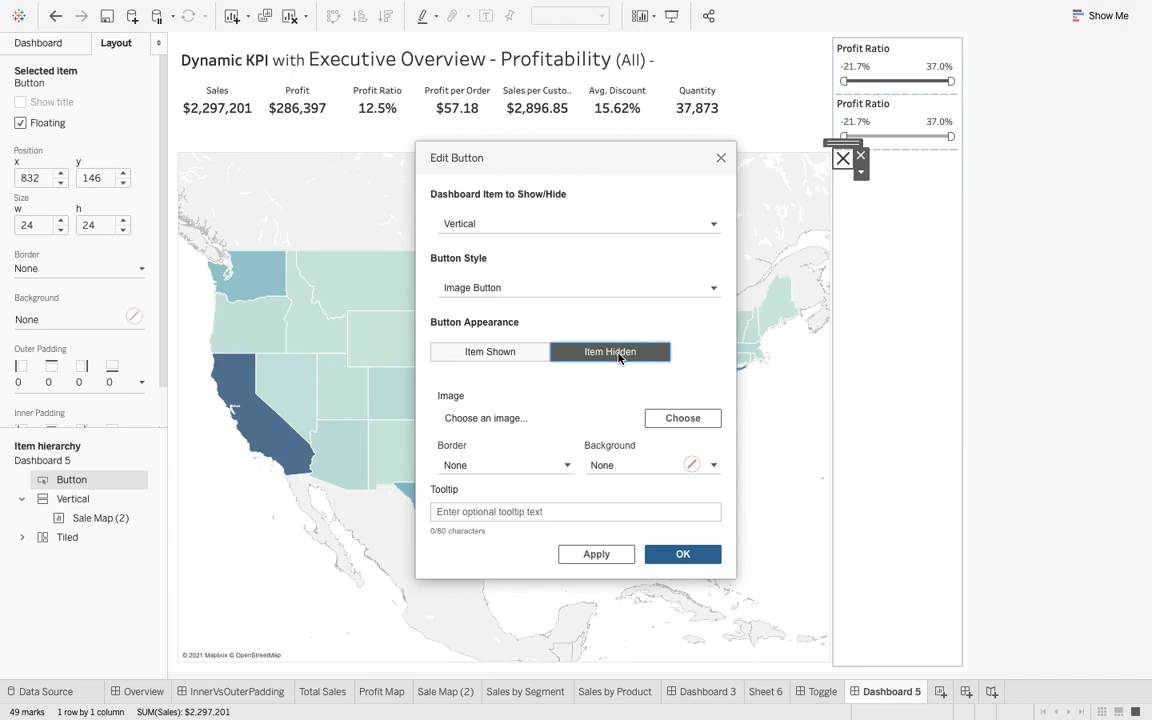 Show Me
Dashboard
Layout
Selected item
Button
Show title
Floating
Position
x
y
832
146
Size
w
h
24
24
Border
None
Background
None
Outer Padding
0
0
0
0
Inner Padding
Item hierarchy
Dashboard 5
Button
Vertical
Sale Map (2)
Tiled
Dynamic KPI with Executive Overview - Profitability (All) -
Sales
Profit
Profit Ratio
Profit per Order
Sales per Custo..
Avg. Discount
Quantity
$2,297,201
$286,397
12.5%
$57.18
$2,896.85
15.62%
37,873
Profit Ratio
-21.7%
37.0%
Profit Ratio
-21.7%
37.0%
Edit Button
Dashboard Item to Show/Hide
Vertical
Button Style
Image Button
Button Appearance
Item Shown
Item Hidden
Image
Choose an image...
Choose
Border
Background
None
None
Tooltip
Enter optional tooltip text
0/80 characters
Apply
OK
© 2021 Mapbox © OpenStreetMap
Data Source
Overview
InnerVsOuterPadding
Total Sales
Profit Map
Sale Map (2)
Sales by Segment
Sales by Product
Dashboard 3
Sheet 6
Toggle
Dashboard 5
49 marks
1 row by 1 column
SUM(Sales): $2,297,201